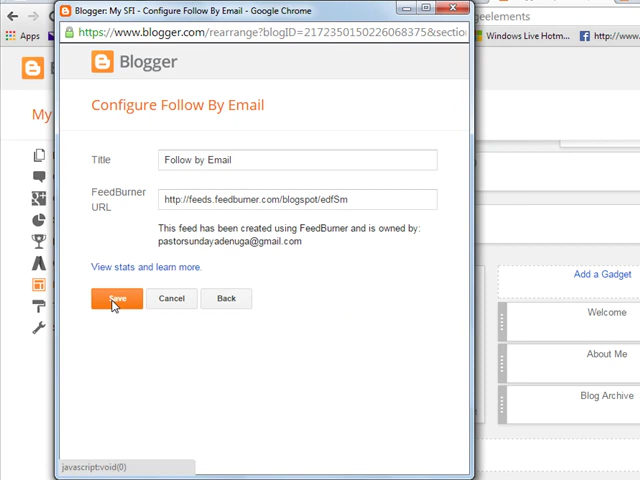 Blogger: My SFI - Configure Follow By Email - Google Chrome
https://www.blogger.com/rearrange?blogID=2172350150226068375&sectio
geelements
Apps
Windows Live Hotm...
http://www.
Blogger
My
Configure Follow By Email
Title
Follow by Email
FeedBurner URL
http://feeds.feedburner.com/blogspot/edfSm
This feed has been created using FeedBurner and is owned by:
pastorsundayadenuga@gmail.com
View stats and learn more.
Save
Cancel
Back
Add a Gadget
Welcome
About Me
Blog Archive
javascript:void(0)